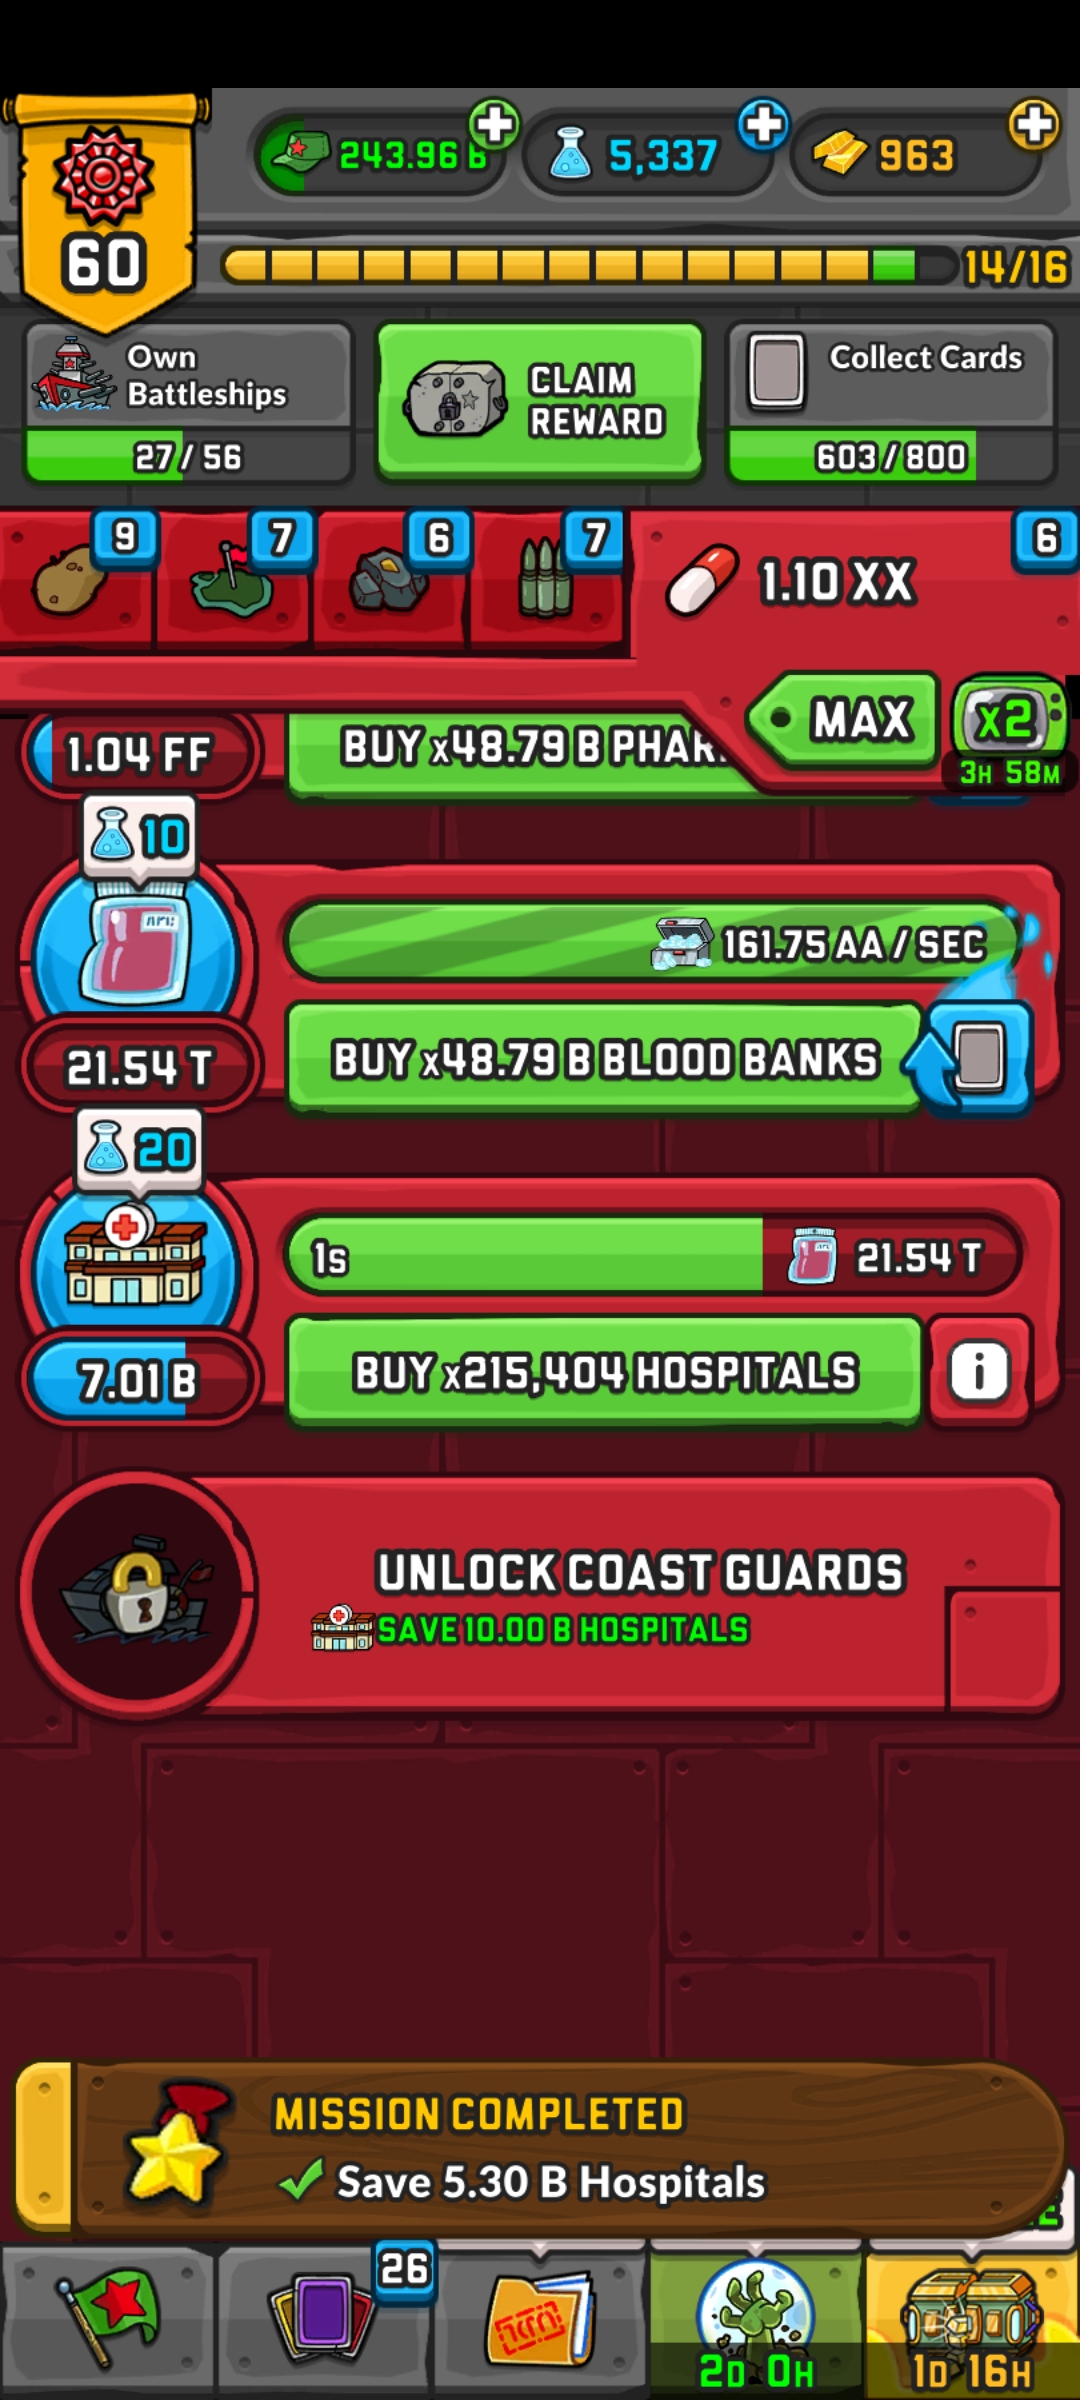 243.96 B
5,337
963
60
14/16
Own
Battleships
27 / 56
CLAIM
REWARD
Collect Cards
603 / 800
9
7
6
7
1.10 XX
6
MAX
x2
3H 58M
1.04 FF
BUY x48.79 B PHAR
10
161.75 AA / SEC
21.54 T
BUY x48.79 B BLOOD BANKS
20
1s
21.54 T
7.01 B
BUY x215,404 HOSPITALS
i
UNLOCK COAST GUARDS
SAVE 10.00 B HOSPITALS
MISSION COMPLETED
Save 5.30 B Hospitals
26
2D 0H
1D 16H